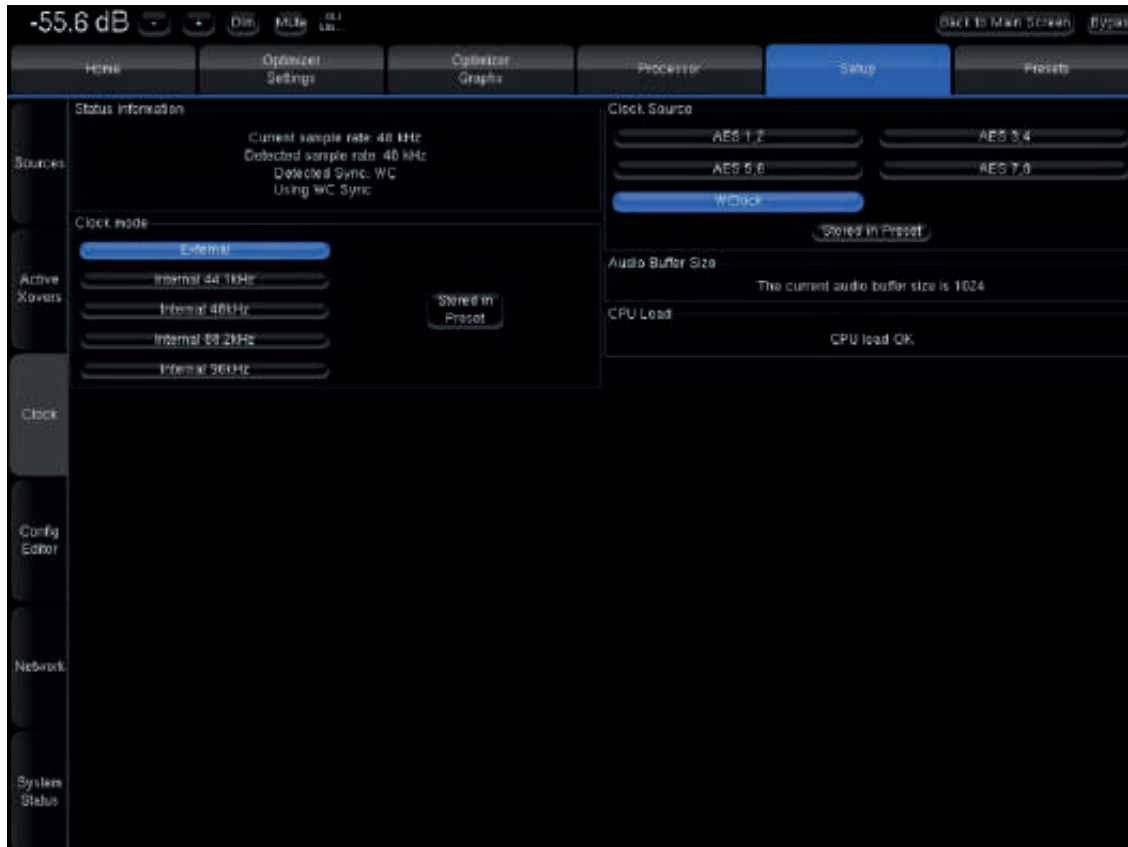 -55.6 dB - + Dim Mute
Back to Main Screen
Home
Optimizer
Settings
Optimizer
Graphs
Processor
Setup
Presets
Sources
Active
Xovers
Clock
Config
Editor
Network
System
Status
Status information
Current sample rate: 48 kHz
Detected sample rate: 48 kHz
Detected Sync: WC
Using WC Sync
Clock mode
External
Internal 44.1kHz
Internal 48kHz
Internal 88.2kHz
Internal 96kHz
Stored in
Preset
Clock Source
AES 1,2
AES 3,4
AES 5,6
AES 7,8
WClock
Stored in Preset
Audio Buffer Size
The current audio buffer size is 1024
CPU Load
CPU load OK